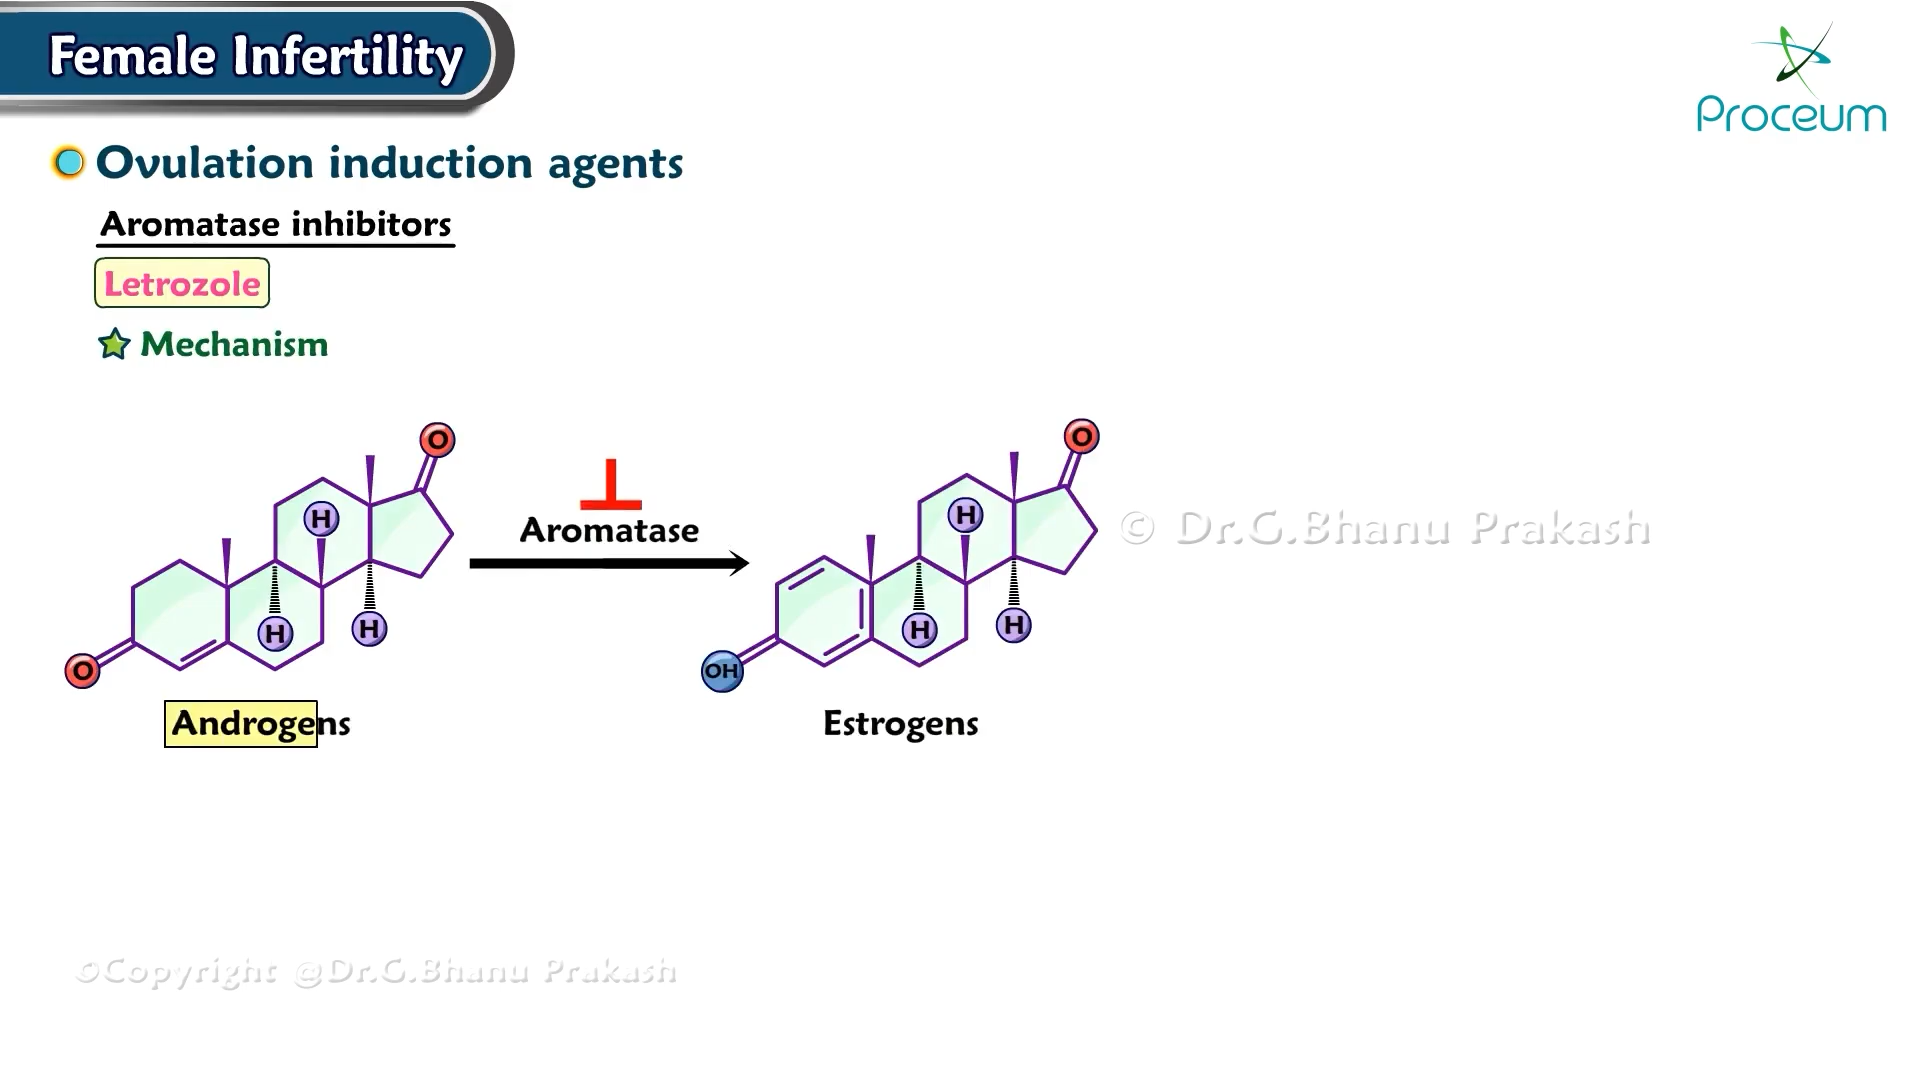 Female Infertility
Proceum
Ovulation induction agents
Aromatase inhibitors
Letrozole
Mechanism
O
O
H
H
H
H
Aromatase
© Dr.G.Bhanu Prakash
H
H
O
OH
Androgens
Estrogens
©Copyright @Dr.G.Bhanu Prakash